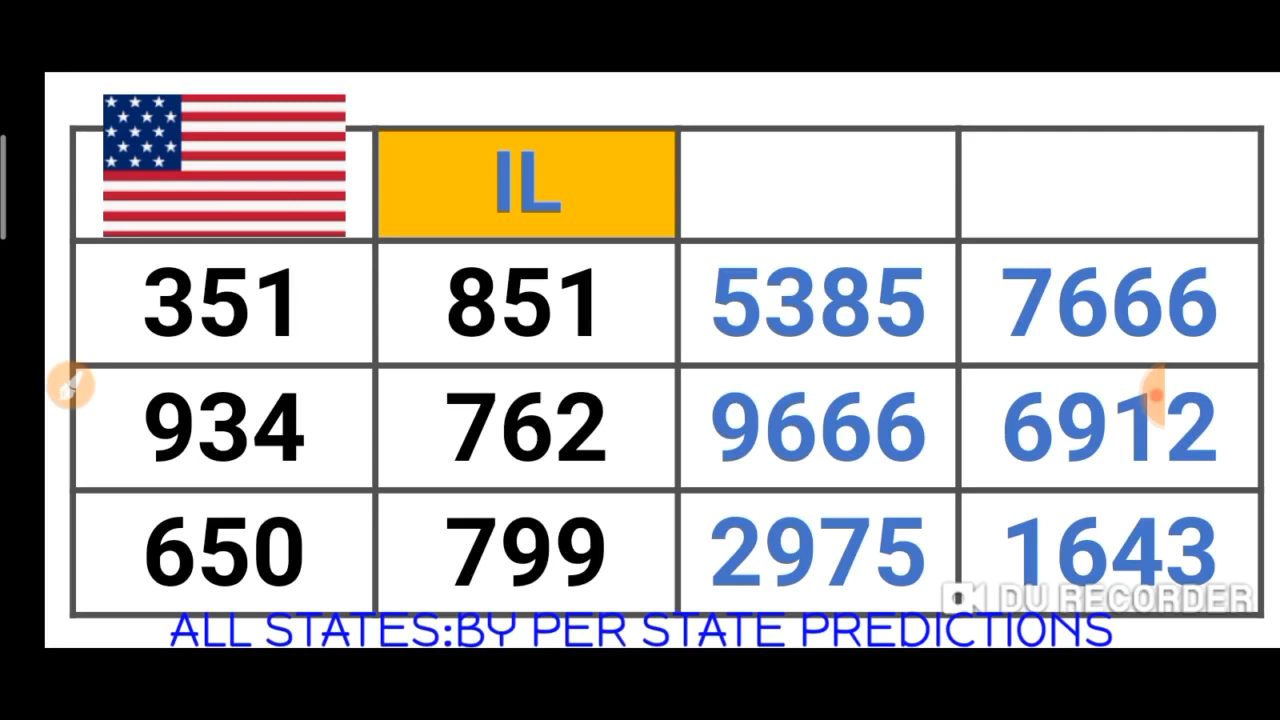 IL
351 851 5385 7666
934 762 9666 6912
650 799 2975 1643
DU RECORDER
ALL STATES:BY PER STATE PREDICTIONS